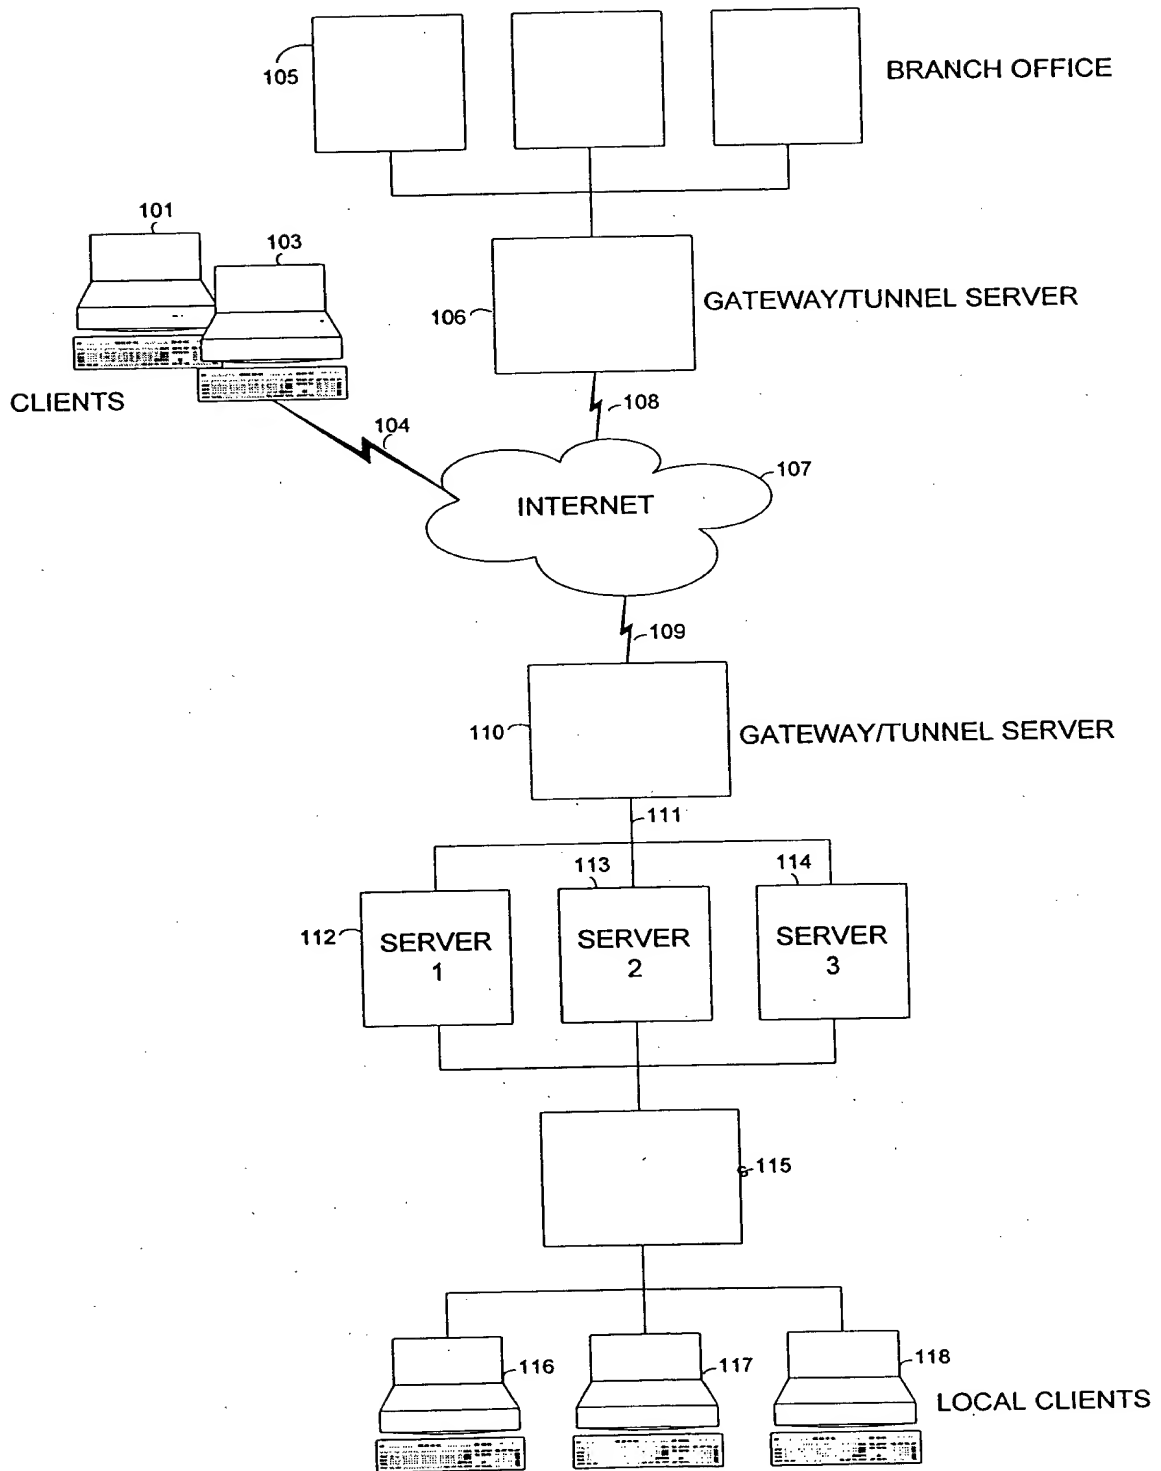 105
BRANCH OFFICE
101
103
106
GATEWAY/TUNNEL SERVER
CLIENTS
104
108
107
INTERNET
109
110
GATEWAY/TUNNEL SERVER
111
113
114
112
SERVER
1
SERVER
2
SERVER
3
115
116
117
118
LOCAL CLIENTS